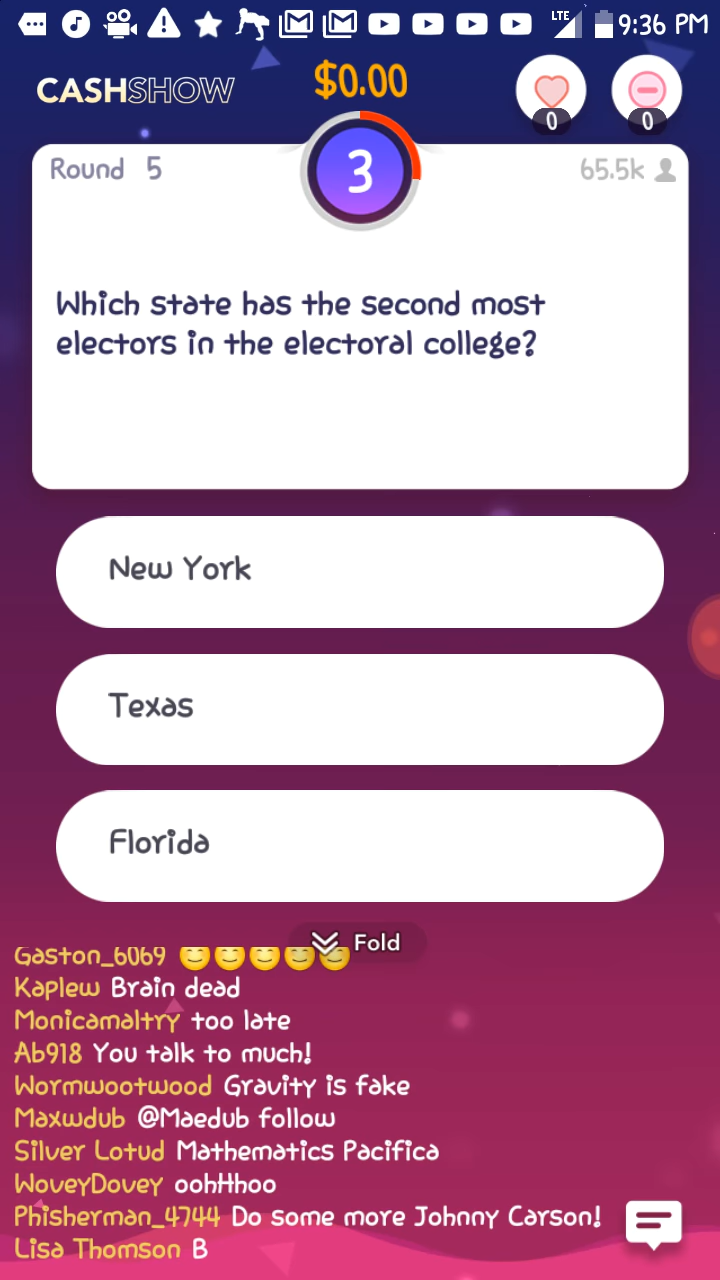 LTE 9:36 PM
CASHSHOW
$0.00
0
0
Round 5
3
65.5k
Which state has the second most
electors in the electoral college?
New York
Texas
Florida
Fold
Gaston_6069 😊😊😊😊😊
Kaplew Brain dead
Monicamaltry too late
Ab918 You talk to much!
Wormwootwood Gravity is fake
Maxwdub @Maedub follow
Silver Lotud Mathematics Pacifica
WoveyDovey oohHhoo
Phisherman_4744 Do some more Johnny Carson!
Lisa Thomson B